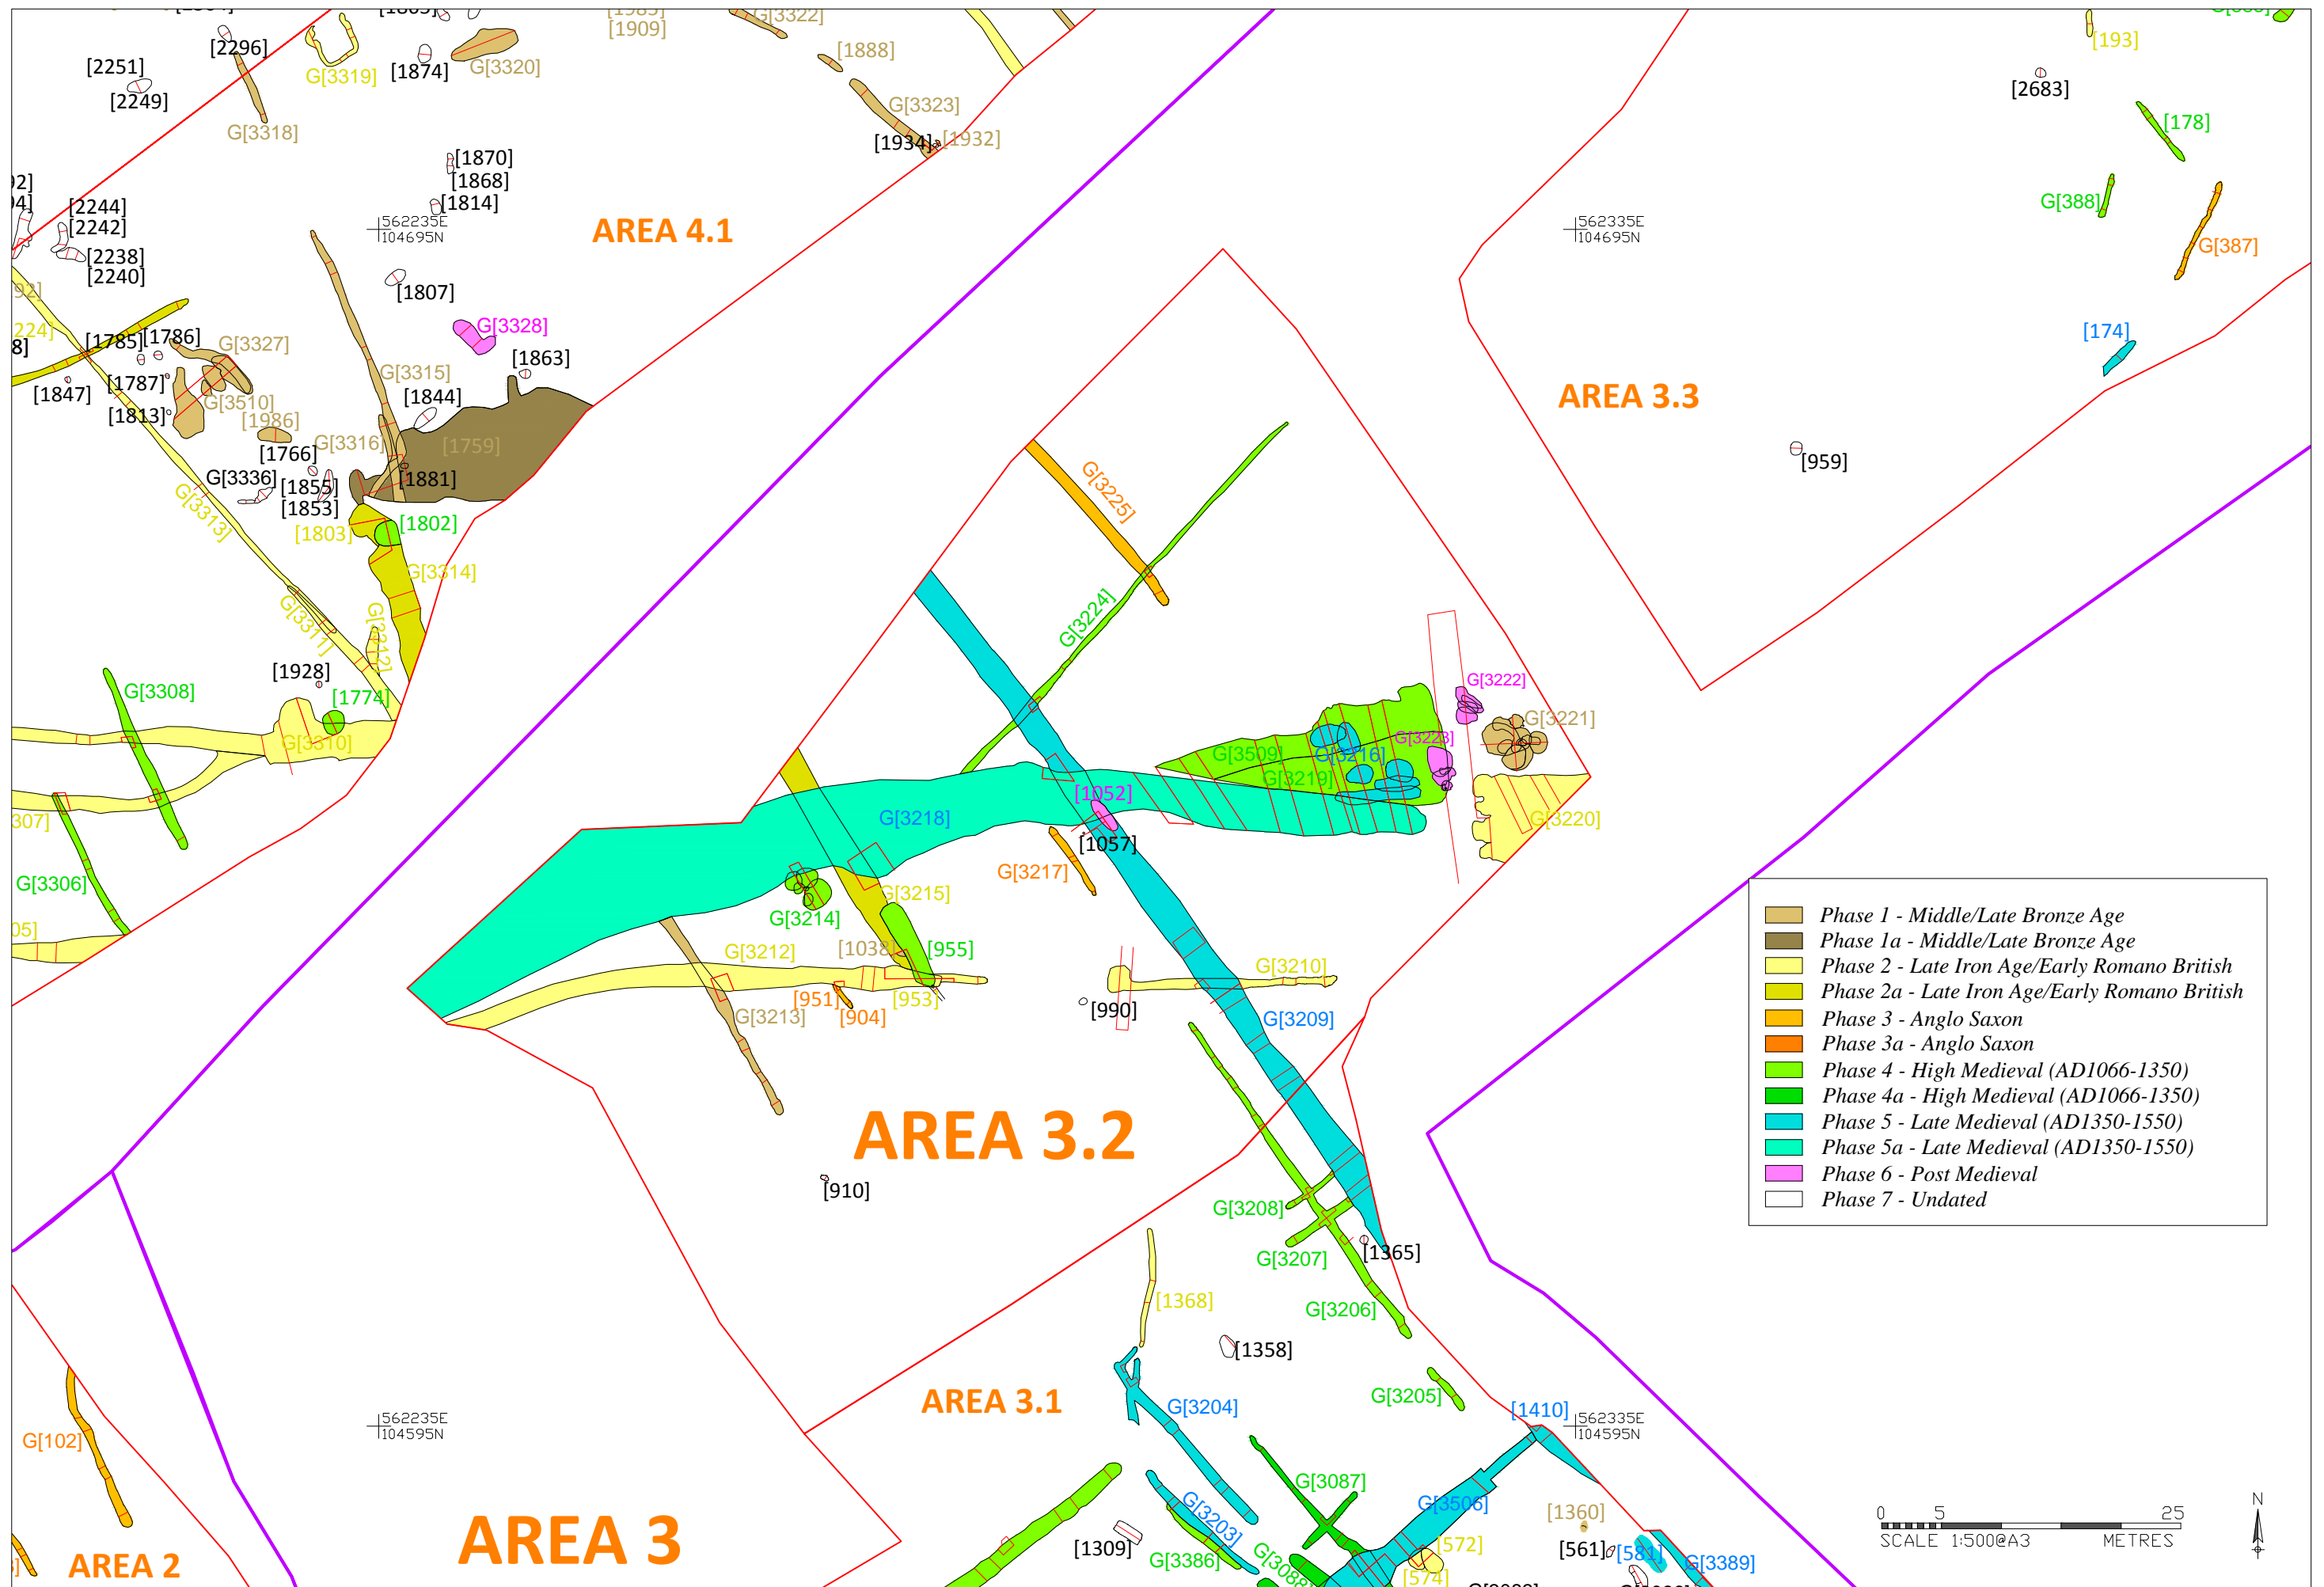 [1909]
G[3322]
[193]
[2296]
G[3319]
[1874]
G[3320]
[1888]
[2251]
[2249]
G[3318]
G[3323]
[1934]
[1932]
[2683]
[178]
[1870]
[1868]
[1814]
[2244]
[2242]
[2238]
[2240]
562235E
104695N
AREA 4.1
562335E
104695N
G[388]
G[387]
[1807]
G[3328]
[174]
[1785]
[1786]
G[3327]
[1863]
[1847]
[1787]
G[3315]
[1813]
G[3510]
[1844]
[1986]
AREA 3.3
G[3316]
[1759]
[1766]
G[3336]
[1855]
[1853]
[1881]
[959]
G[3225]
G[3313]
[1803]
[1802]
G[3314]
G[3311]
G[3312]
G[3224]
[1928]
[1774]
G[3308]
G[3310]
G[3222]
G[3221]
G[3223]
G[3509]
G[3216]
G[3219]
[1052]
G[3218]
G[3220]
307]
[1057]
G[3217]
G[3306]
G[3215]
G[3214]
05]
G[3212]
[1038]
[955]
G[3210]
[951]
[953]
[904]
G[3213]
[990]
G[3209]
Phase 1 - Middle/Late Bronze Age
Phase 1a - Middle/Late Bronze Age
Phase 2 - Late Iron Age/Early Romano British
Phase 2a - Late Iron Age/Early Romano British
Phase 3 - Anglo Saxon
Phase 3a - Anglo Saxon
Phase 4 - High Medieval (AD1066-1350)
Phase 4a - High Medieval (AD1066-1350)
Phase 5 - Late Medieval (AD1350-1550)
Phase 5a - Late Medieval (AD1350-1550)
Phase 6 - Post Medieval
Phase 7 - Undated
AREA 3.2
[910]
G[3208]
G[3207]
[1365]
G[3206]
[1368]
[1358]
AREA 3.1
G[3205]
G[3204]
[1410]
562235E
104595N
562335E
104595N
G[102]
G[3087]
G[3203]
G[3506]
[1360]
AREA 3
[1309]
G[3386]
G[3088]
[572]
[574]
[561]
[581]
G[3389]
AREA 2
0 5 25
SCALE 1:500@A3 METRES
N